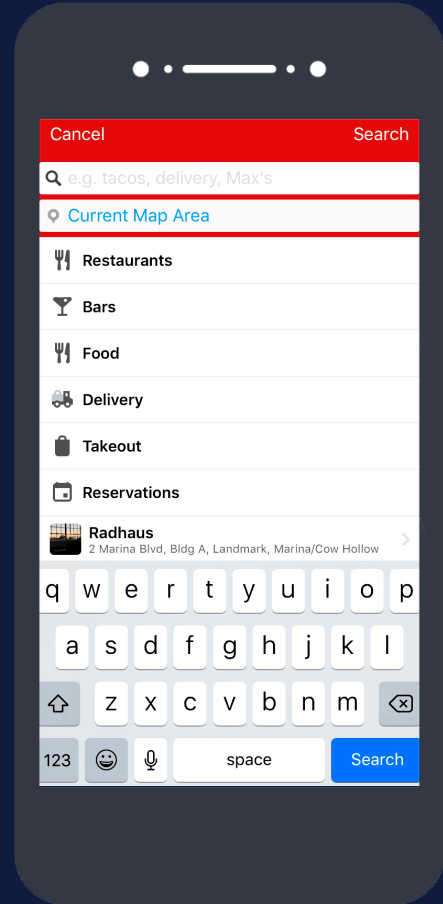 Cancel Search
e.g. tacos, delivery, Max's
Current Map Area
Restaurants
Bars
Food
Delivery
Takeout
Reservations
Radhaus
2 Marina Blvd, Bldg A, Landmark, Marina/Cow Hollow
q w e r t y u i o p
a s d f g h j k l
z x c v b n m
123 space Search